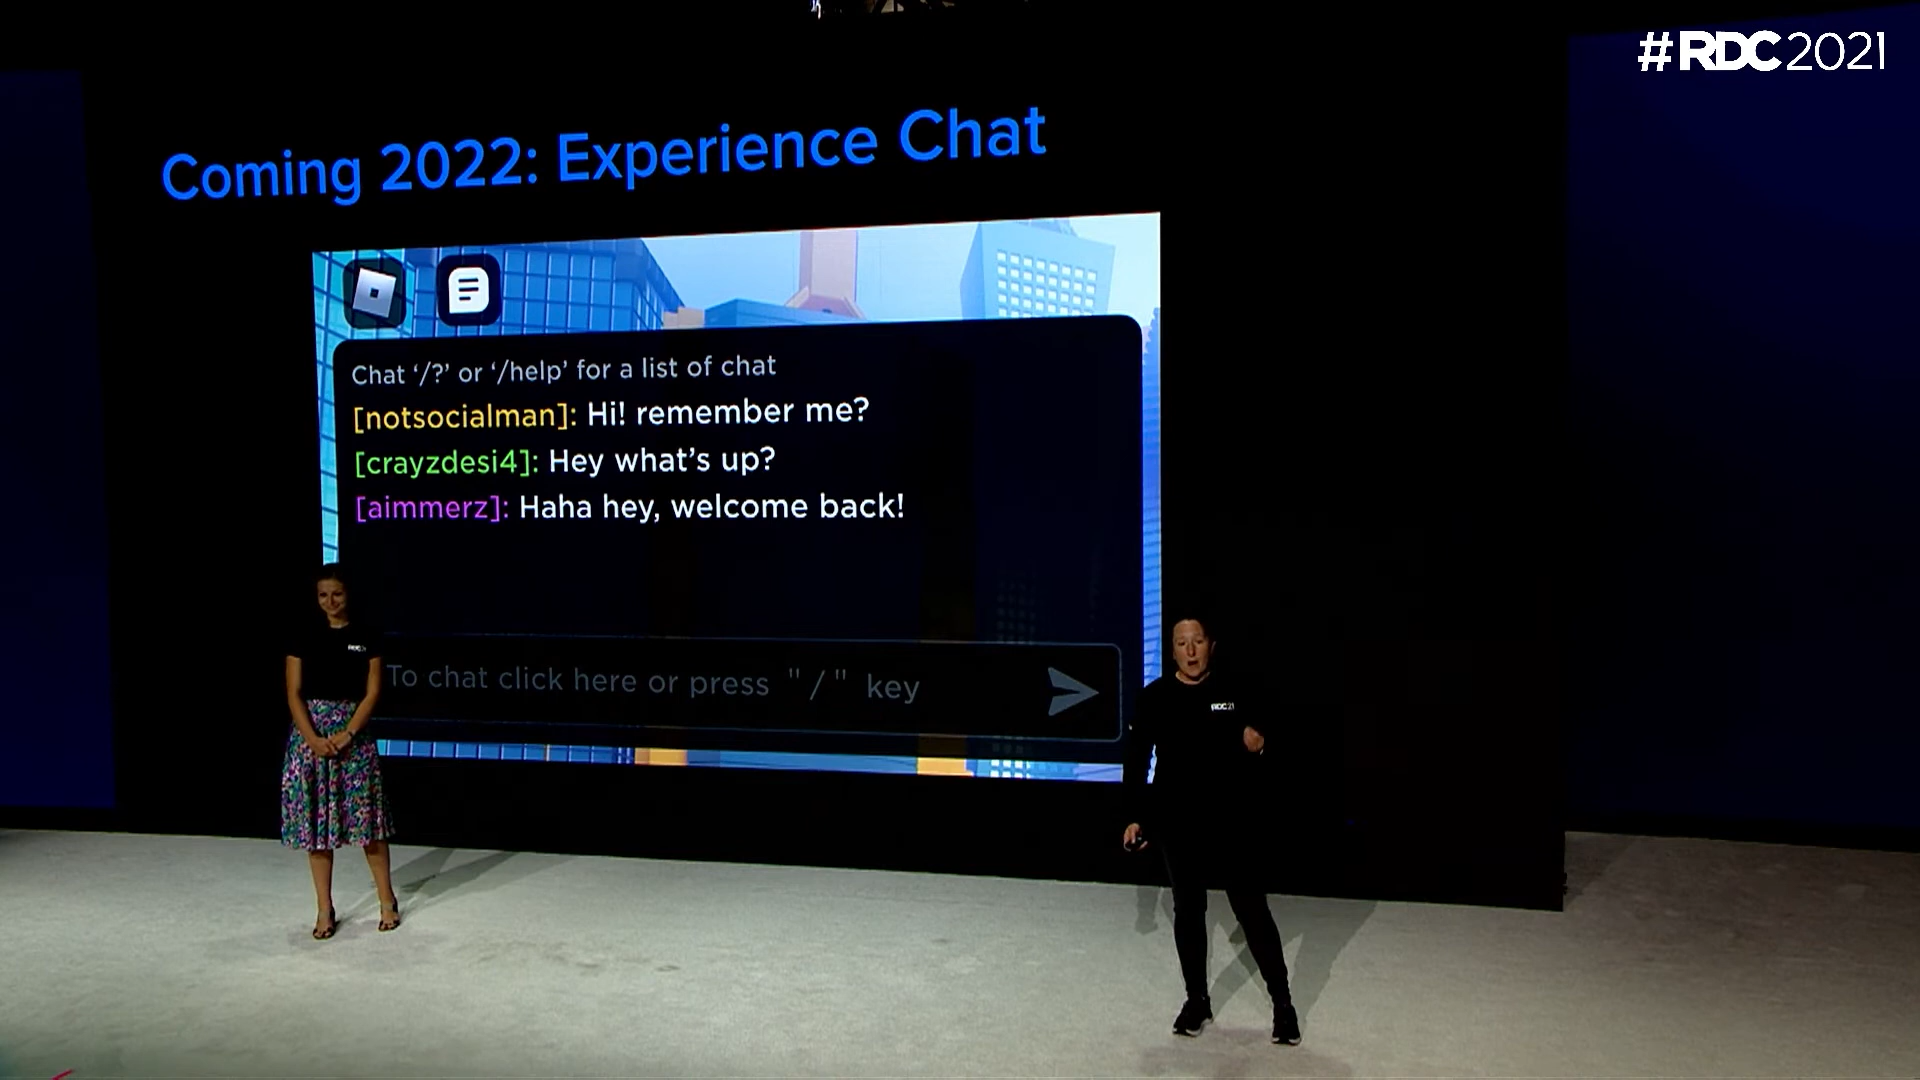 #RDC2021
Coming 2022: Experience Chat
Chat ‘/?’ or ‘/help’ for a list of chat
[notsocialman]: Hi! remember me?
[crayzdesi4]: Hey what’s up?
[aimmerz]: Haha hey, welcome back!
To chat click here or press "/" key
RDC21